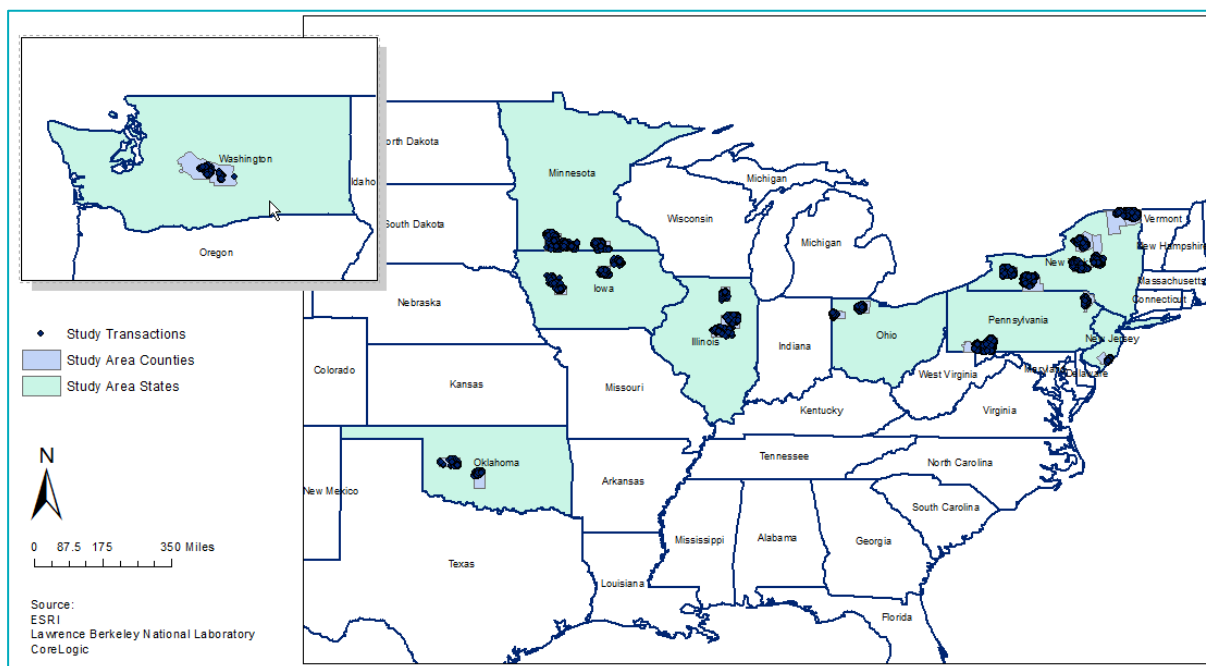 Washington
Idaho
Oregon
Study Transactions
Study Area Counties
Study Area States
N
0 87.5 175 350 Miles
Source:
ESRI
Lawrence Berkeley National Laboratory
CoreLogic
orth Dakota
Minnesota
Michigan
Wisconsin
South Dakota
Michigan
Vermont
New Hampshire
New
Massachusetts
Connecticut
Iowa
Nebraska
Pennsylvania
New Jersey
Illinois
Indiana
Ohio
Colorado
Kansas
Missouri
West Virginia
Maryland
Delaware
Virginia
Kentucky
Oklahoma
Tennessee
North Carolina
New Mexico
Arkansas
South Carolina
Mississippi
Alabama
Georgia
Texas
Louisiana
Florida